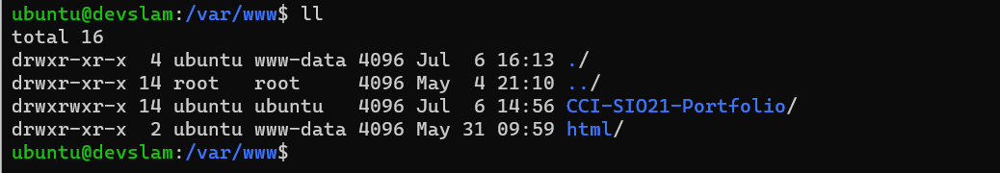 ubuntu@devslam:/var/www$ ll
total 16
drwxr-xr-x  4 ubuntu www-data 4096 Jul  6 16:13 ./
drwxr-xr-x 14 root   root     4096 May  4 21:10 ../
drwxrwxr-x 14 ubuntu ubuntu   4096 Jul  6 14:56 CCI-SIO21-Portfolio/
drwxr-xr-x  2 ubuntu www-data 4096 May 31 09:59 html/
ubuntu@devslam:/var/www$